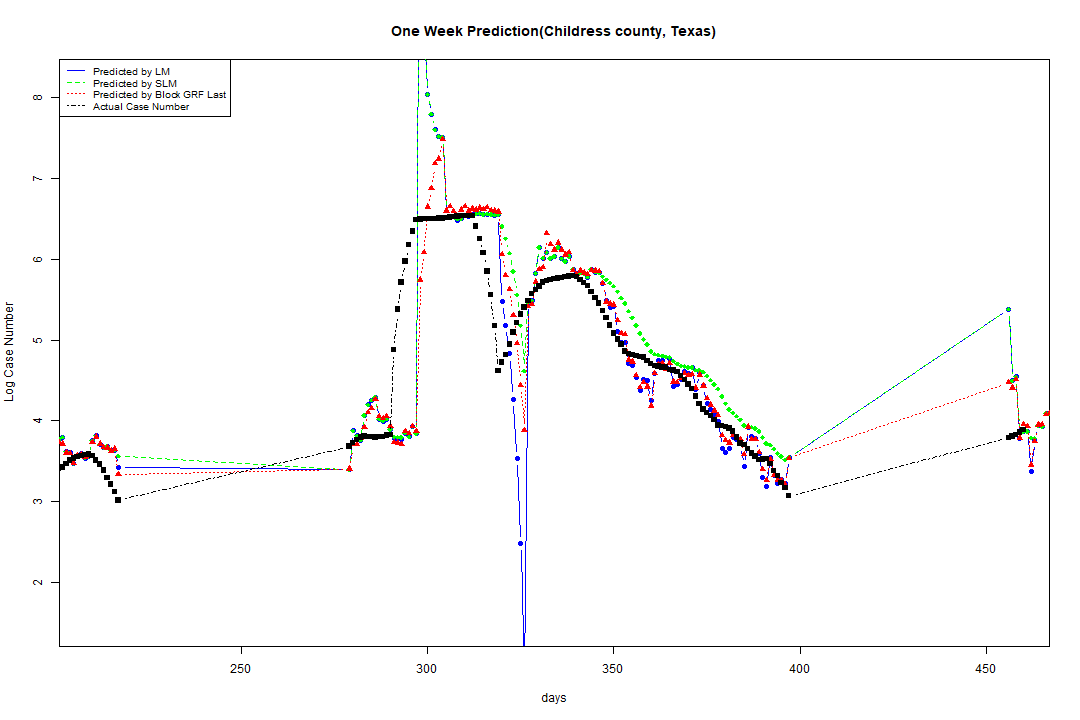 One Week Prediction(Childress county, Texas)
Predicted by LM
Predicted by SLM
Predicted by Block GRF Last
Actual Case Number
Log Case Number
8
7
6
5
4
3
2
250
300
350
400
450
days